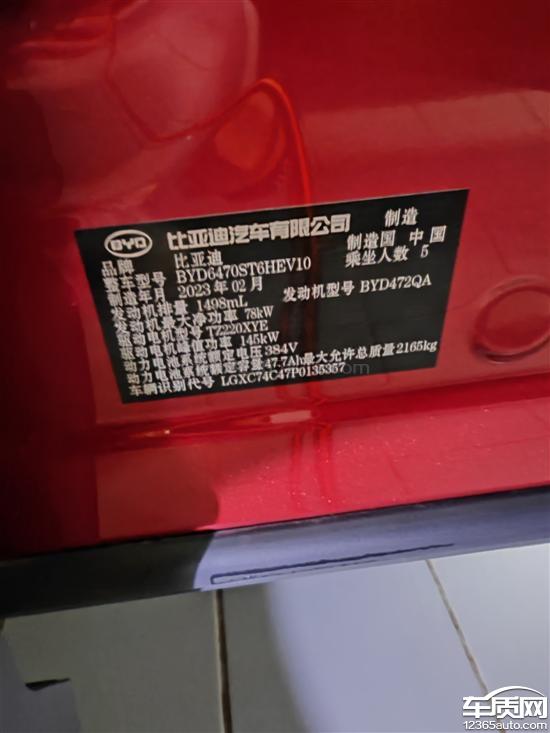 BYD 比亚迪汽车有限公司 制造
品牌 比亚迪 制造国 中国
整车型号 BYD6470ST6HEV10 乘坐人数 5
制造年月 2023年02月
发动机排量 1498mL 发动机型号 BYD472QA
发动机最大净功率 78kW
驱动电机型号 TZ220XYE
驱动电机峰值功率 145kW
动力电池系统额定电压 384V
动力电池系统额定容量 47.7Ah 最大允许总质量 2165kg
车辆识别代号 LGXC74C47P0135357
车质网
12365auto.com